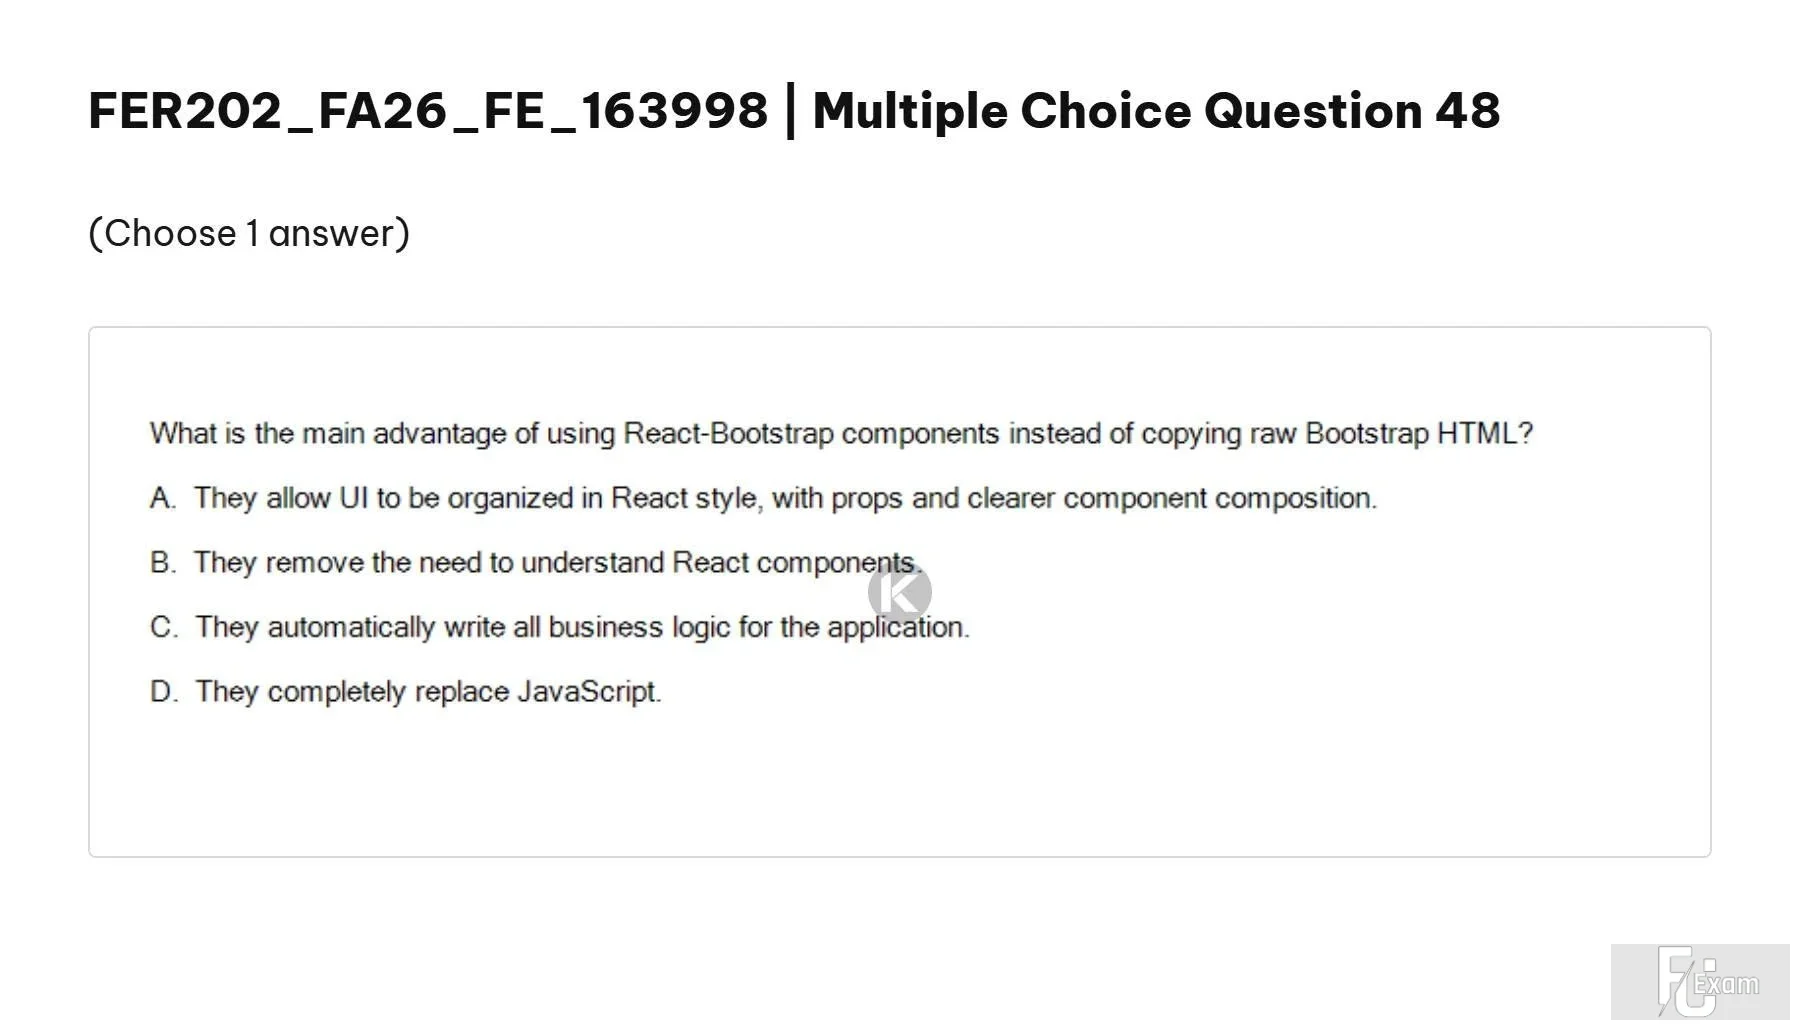 FER202_FA26_FE_163998 | Multiple Choice Question 48
(Choose 1 answer)
What is the main advantage of using React-Bootstrap components instead of copying raw Bootstrap HTML?
A. They allow UI to be organized in React style, with props and clearer component composition.
B. They remove the need to understand React components.
K
C. They automatically write all business logic for the application.
D. They completely replace JavaScript.
Exam